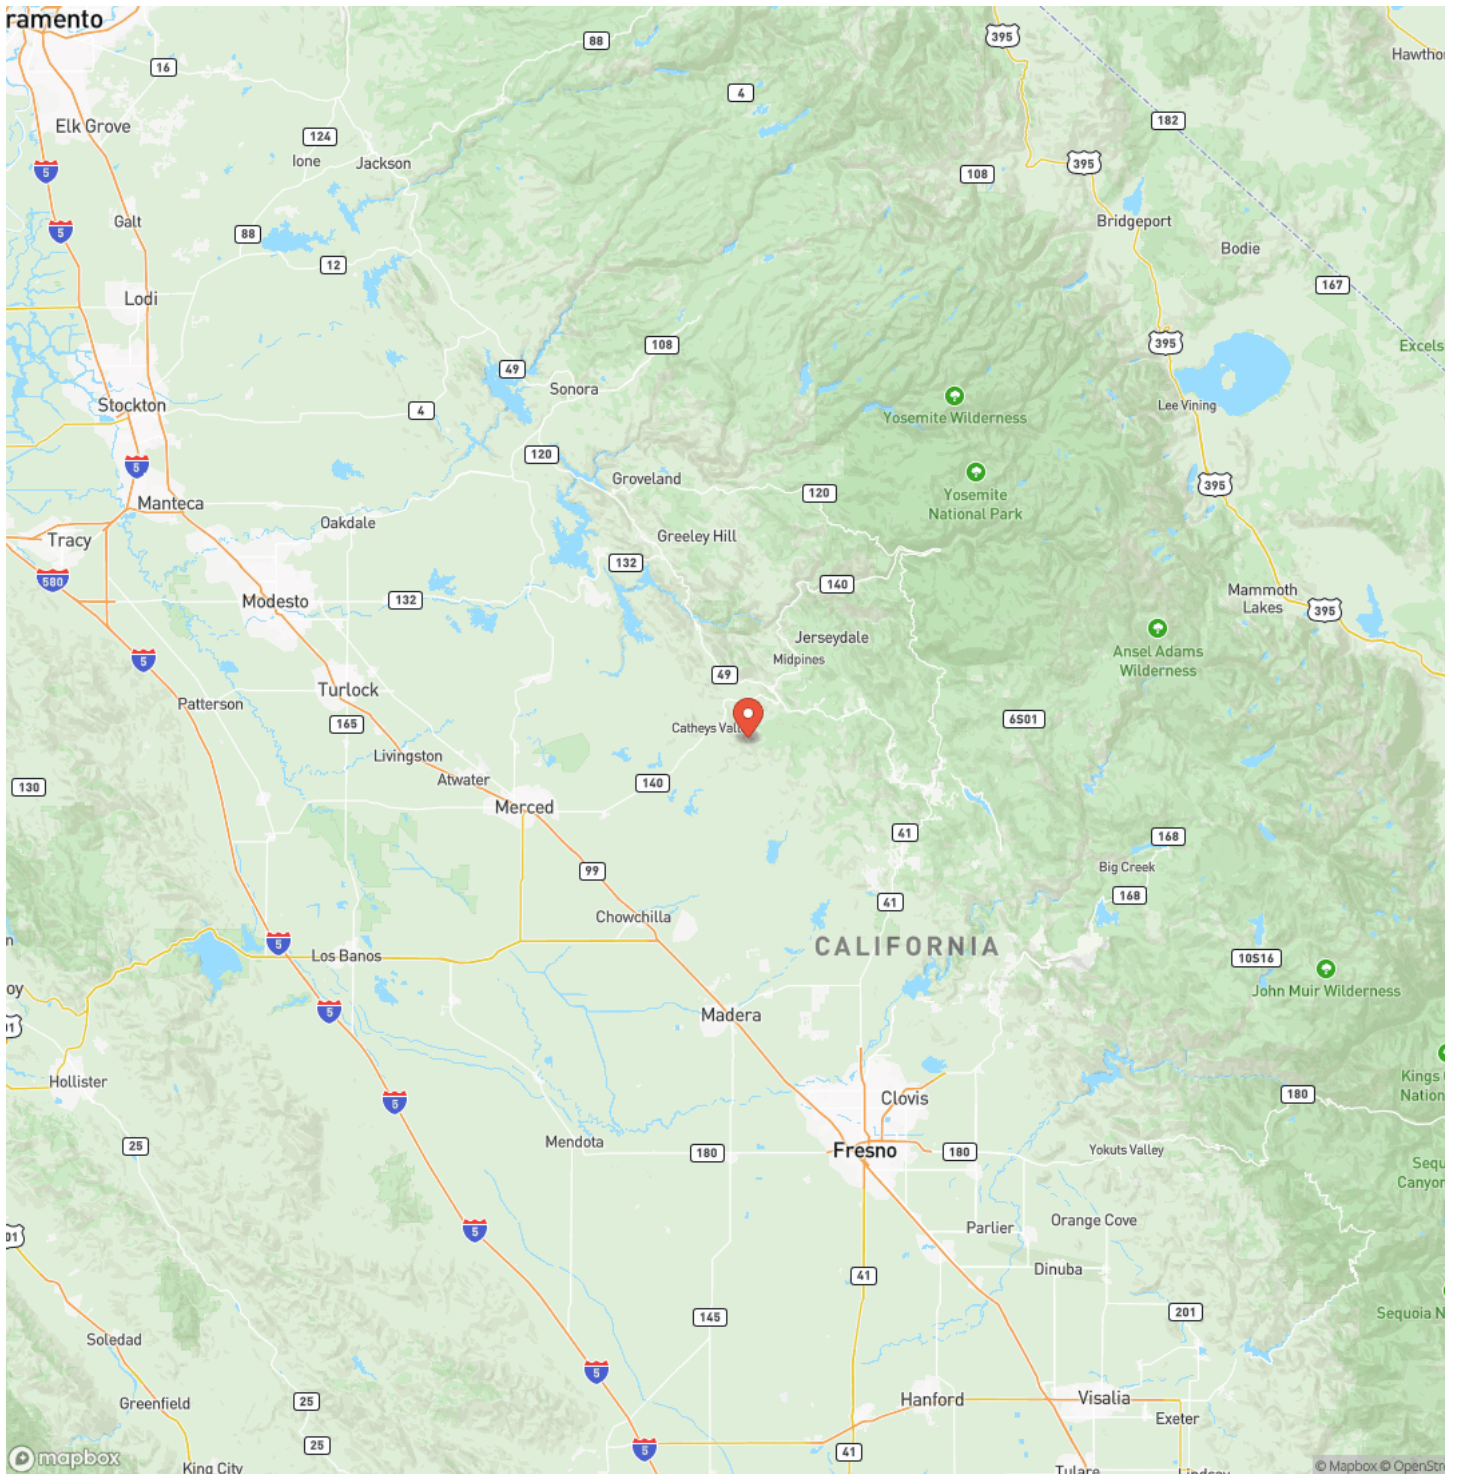 ramento
88
395
Hawtho
16
4
Elk Grove
124
182
Ione
Jackson
395
5
108
Galt
Bridgeport
5
88
Bodie
12
167
Lodi
395
108
Excels
49
Sonora
Yosemite Wilderness
Lee Vining
Stockton
4
120
5
Groveland
120
Yosemite
National Park
395
Manteca
Oakdale
Greeley Hill
Tracy
132
580
140
Mammoth
Lakes
395
Modesto
132
Jerseydale
Ansel Adams
Wilderness
5
Midpines
49
Turlock
Patterson
165
6S01
Catheys Vall
Livingston
Atwater
140
130
Merced
41
168
Big Creek
99
168
41
Chowchilla
n
5
CALIFORNIA
Los Banos
10S16
oy
John Muir Wilderness
5
Madera
01
Hollister
Kings
Nation
Clovis
180
5
25
Mendota
180
Fresno
180
Yokuts Valley
Sequ
Canyor
5
01
Parlier
Orange Cove
Dinuba
41
145
201
Sequoia N
Soledad
5
25
Greenfield
Hanford
Visalia
Exeter
25
5
41
mapbox
King City
Tulare
Lindsay
© Mapbox © OpenStre